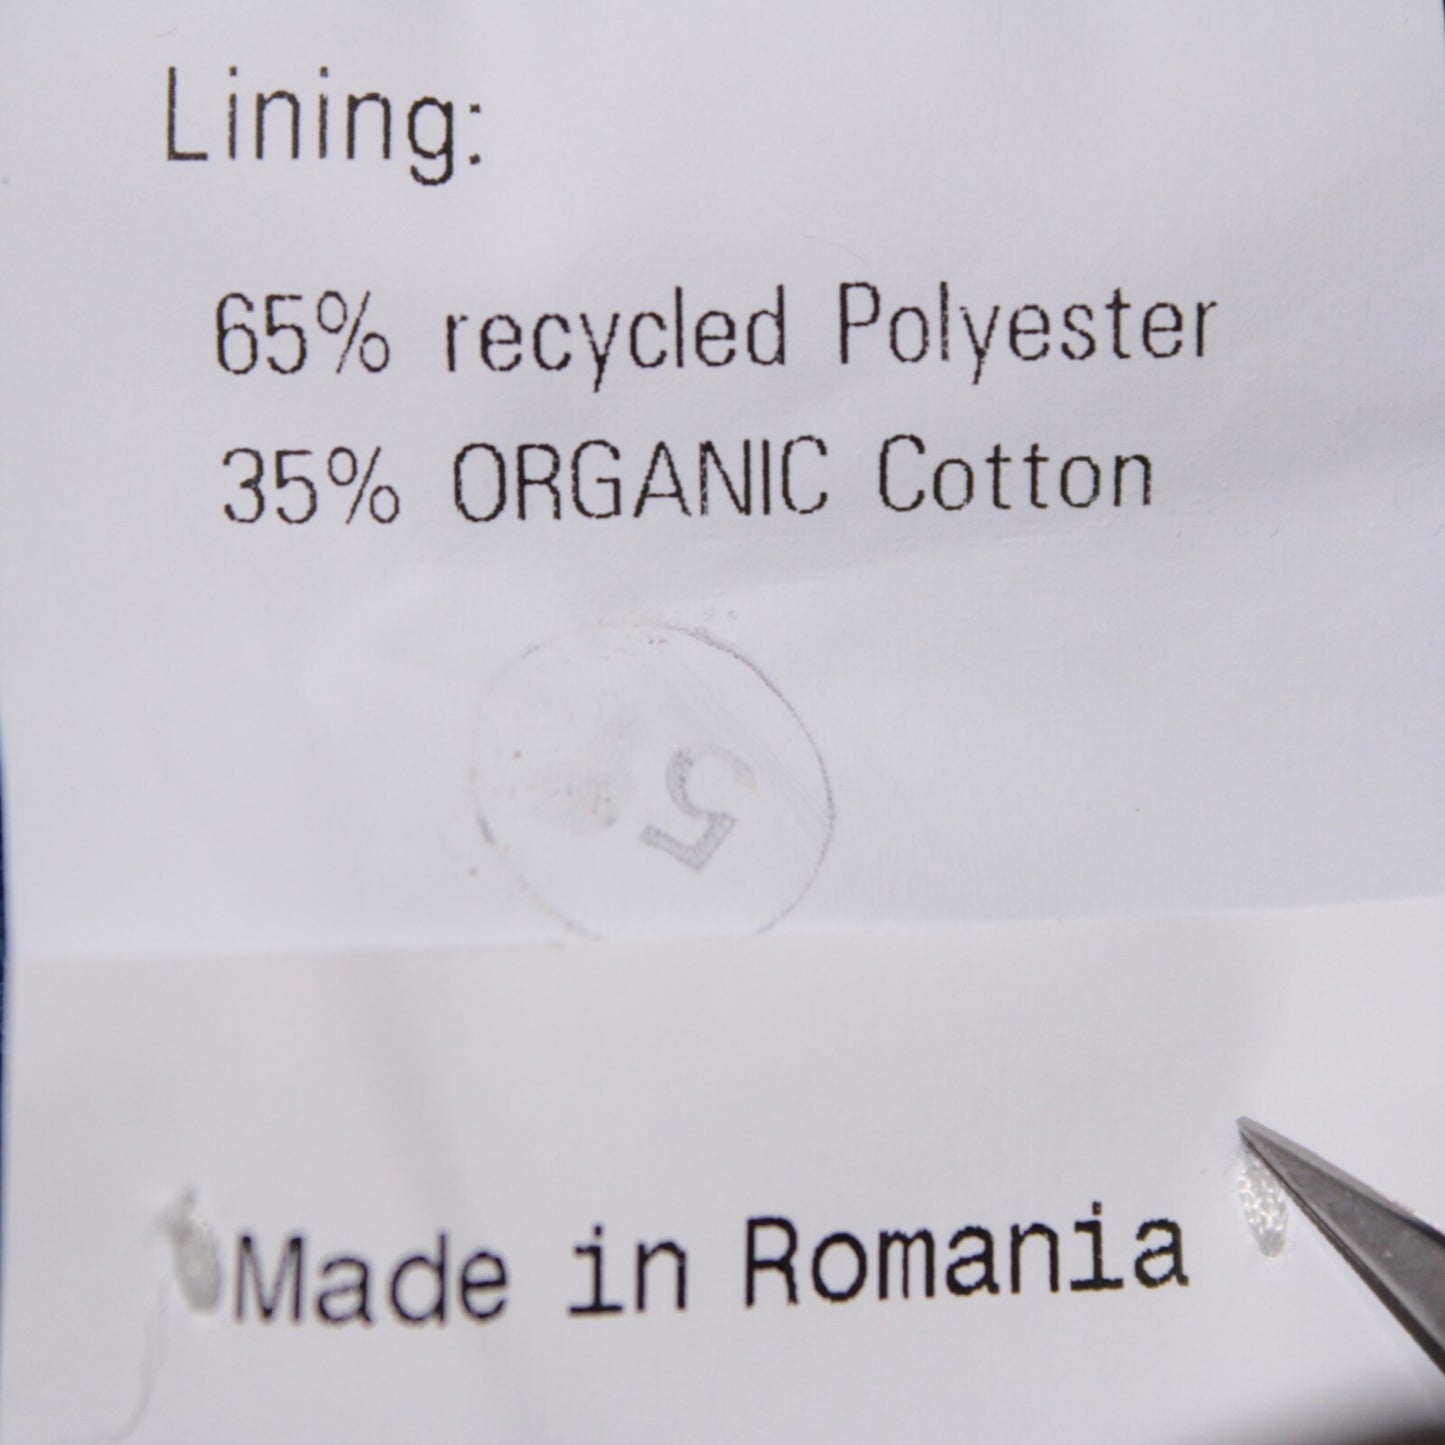 Lining:
65% recycled Polyester
35% ORGANIC Cotton
5
Made in Romania